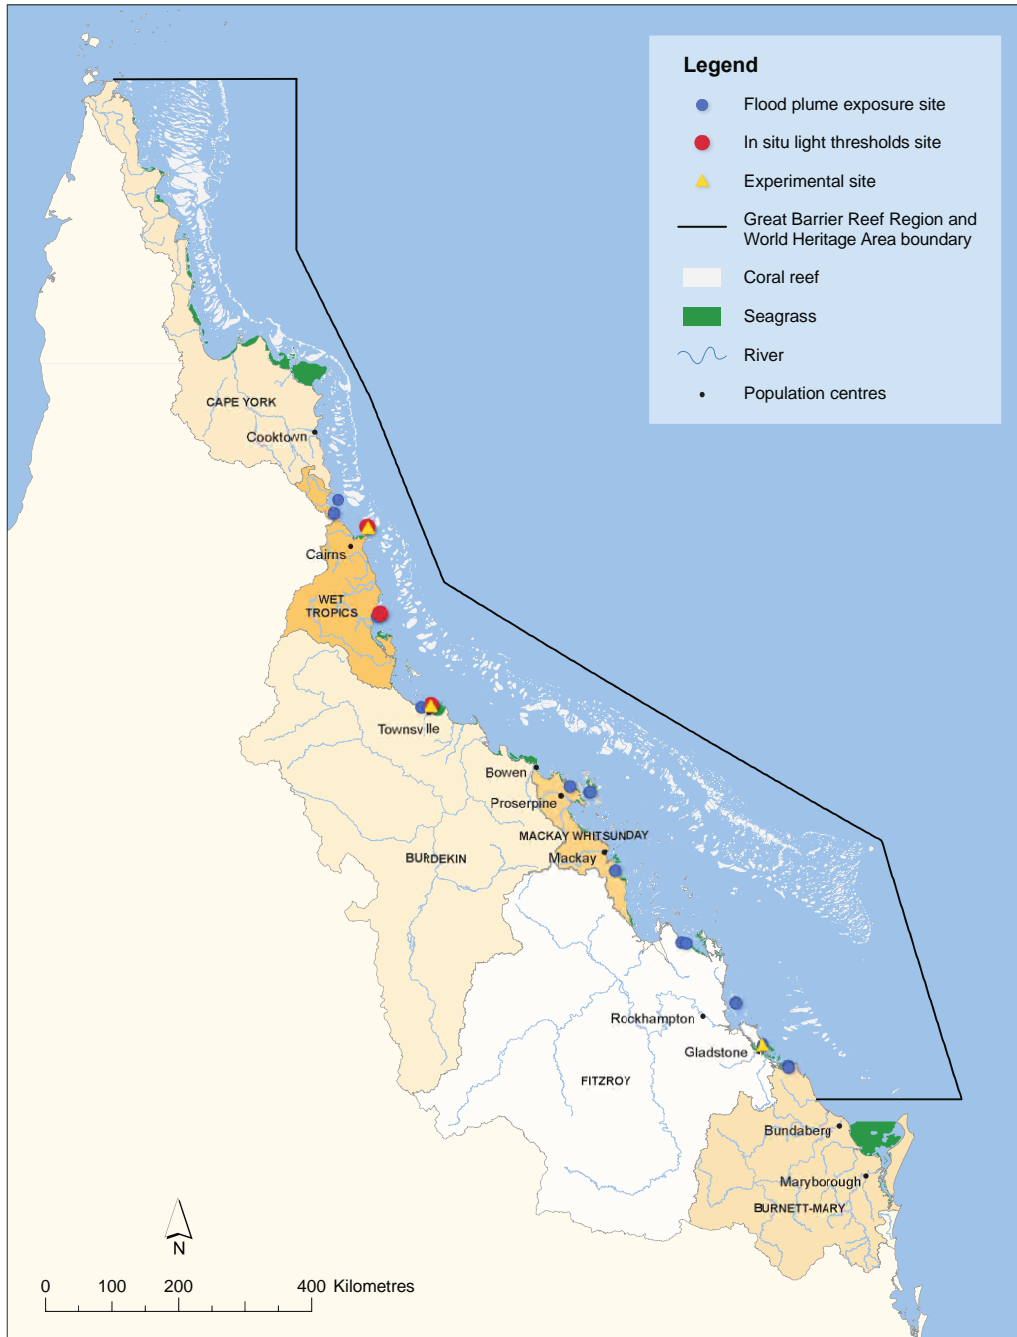 Legend
Flood plume exposure site
In situ light thresholds site
Experimental site
Great Barrier Reef Region and
World Heritage Area boundary
Coral reef
Seagrass
River
Population centres
CAPE YORK
Cooktown
Cairns
WET
TROPICS
Townsville
Bowen
Proserpine
MACKAY WHITSUNDAY
Mackay
BURDEKIN
Rockhampton
Gladstone
FITZROY
Bundaberg
Maryborough
BURNETT-MARY
N
0 100 200 400 Kilometres